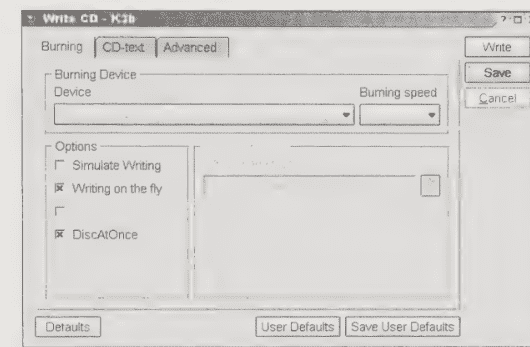 Write CD - K3b
Burning CD-text Advanced
Write
Save
Cancel
Burning Device
Device Burning speed
Options
Simulate Writing
Writing on the fly
DiscAtOnce
Defaults User Defaults Save User Defaults